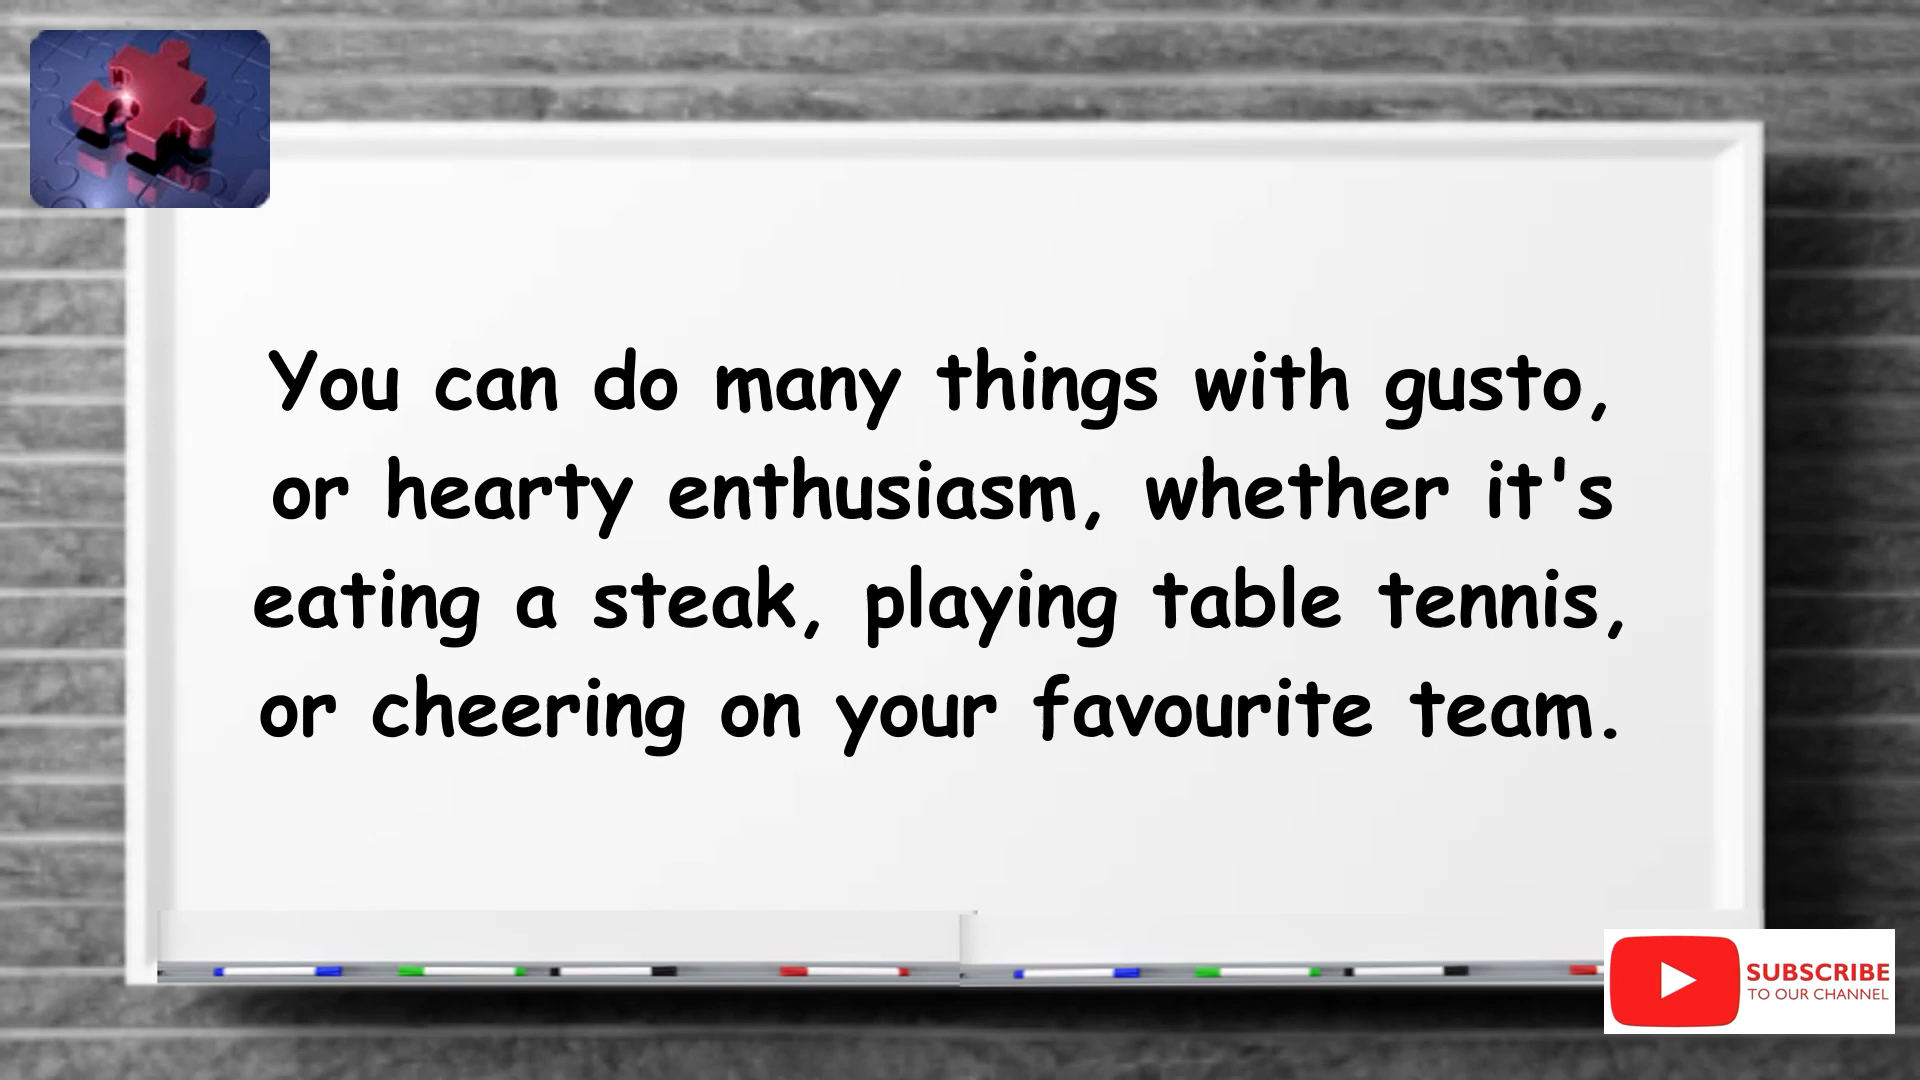 You can do many things with gusto,
or hearty enthusiasm, whether it's
eating a steak, playing table tennis,
or cheering on your favourite team.
SUBSCRIBE
TO OUR CHANNEL